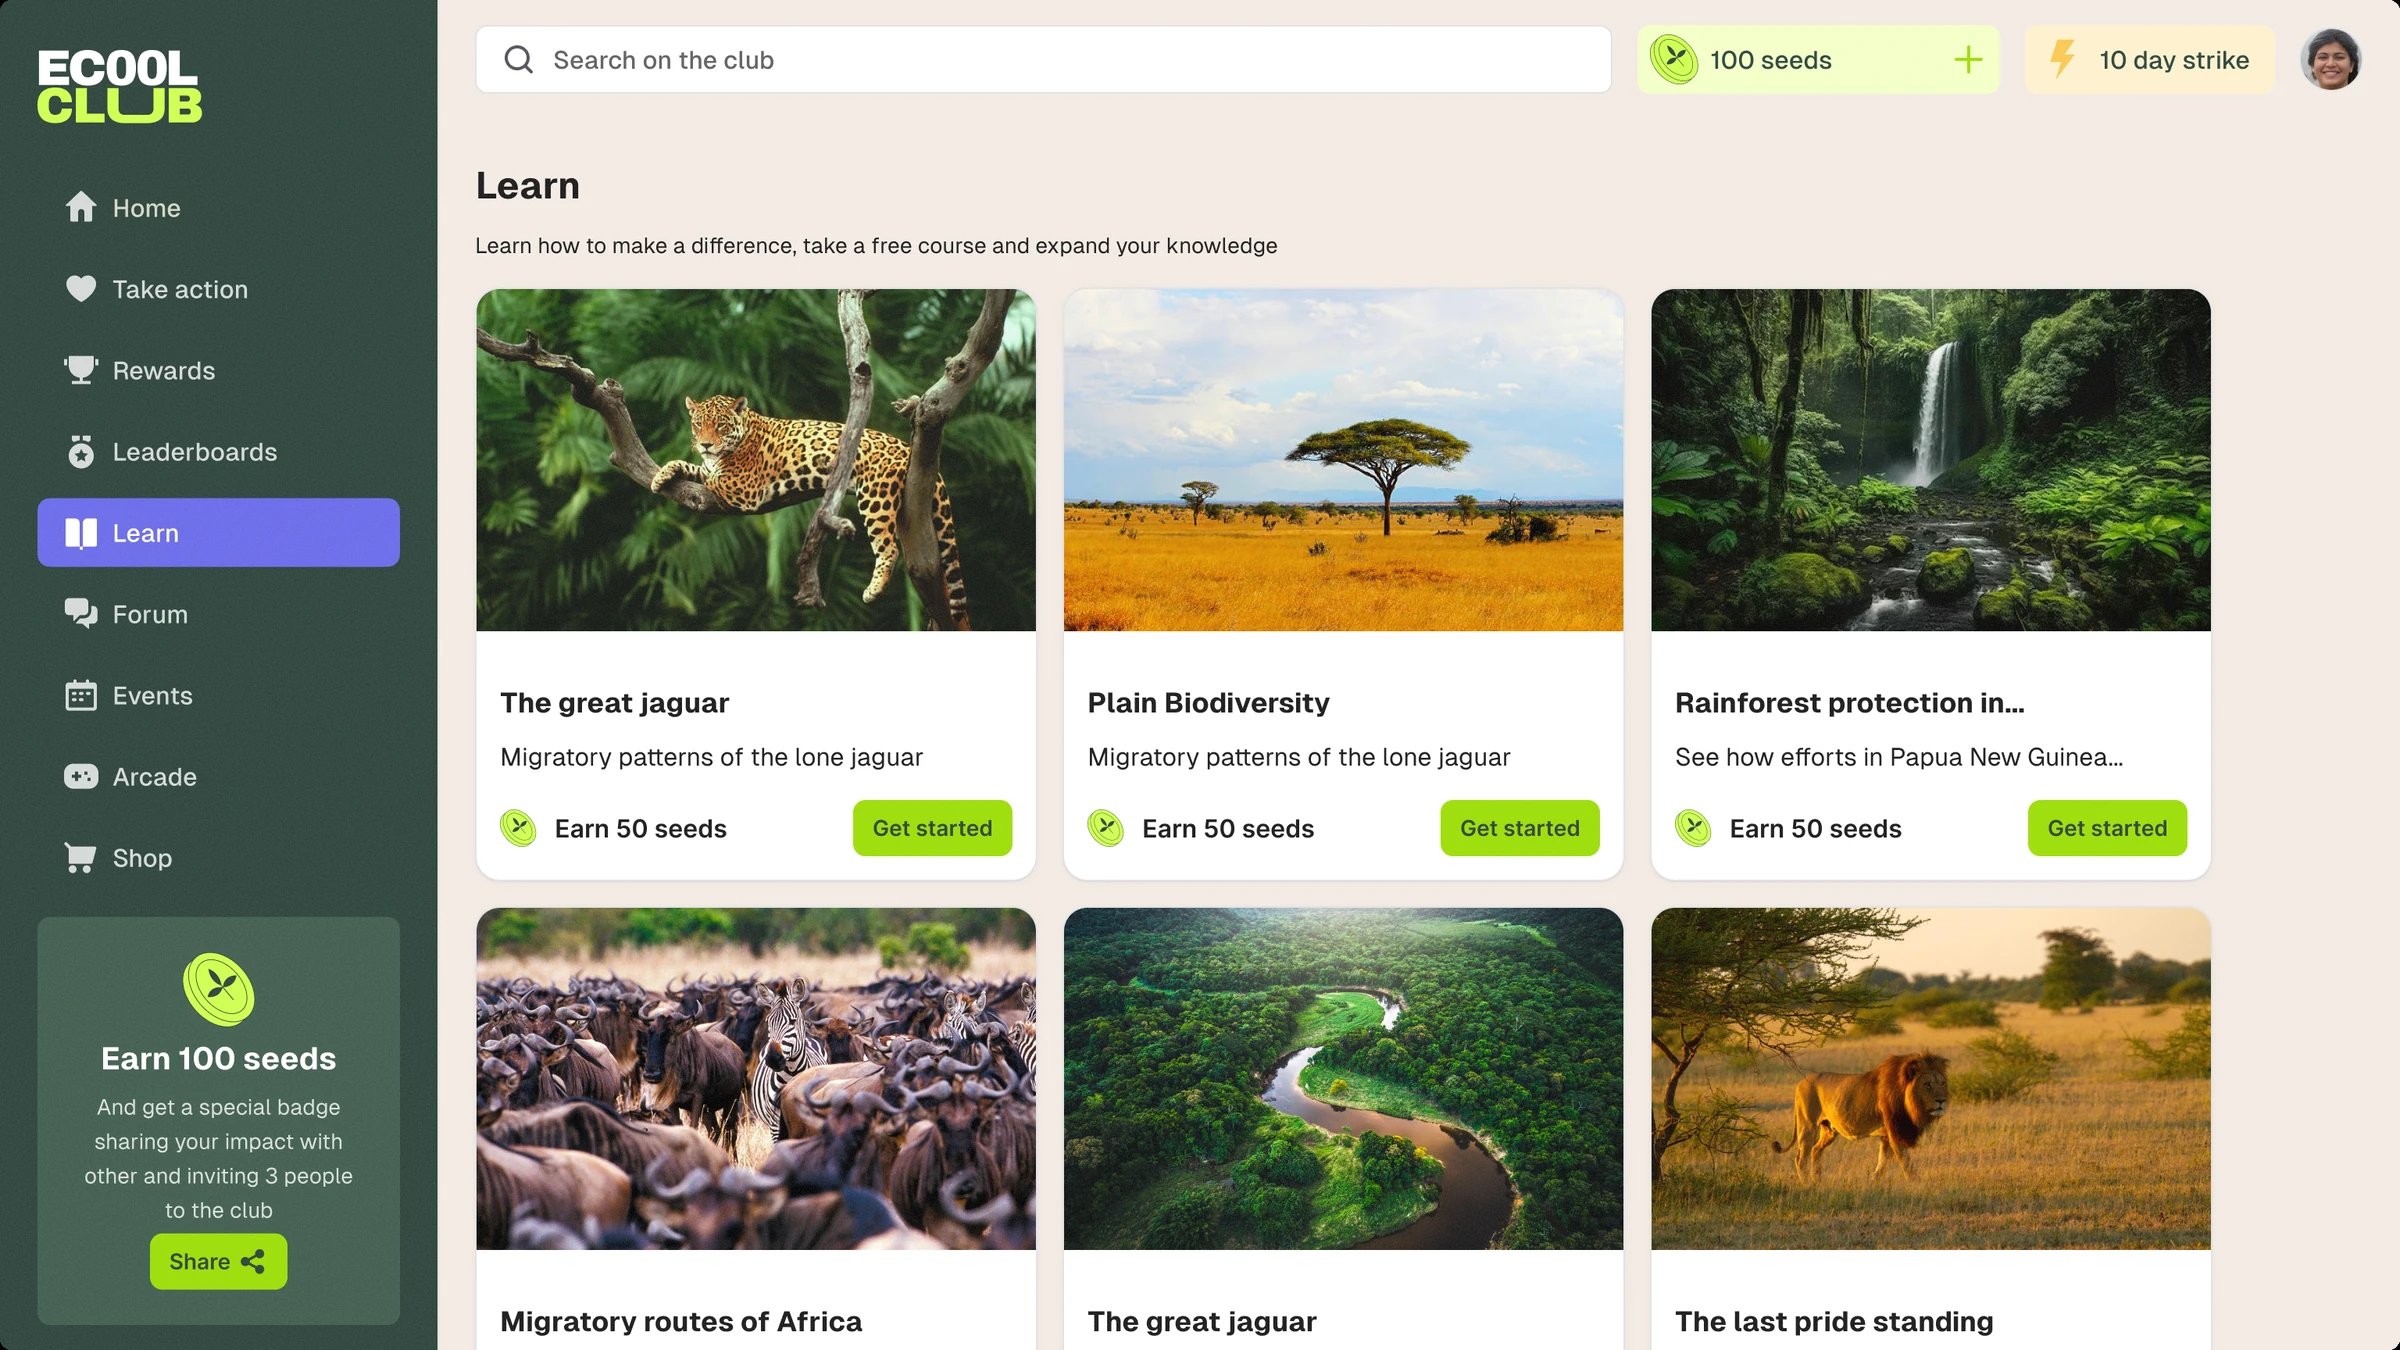 ECOOL
CLUB
Home
Take action
Rewards
Leaderboards
Learn
Forum
Events
Arcade
Shop
Earn 100 seeds
And get a special badge
sharing your impact with
other and inviting 3 people
to the club
Share
Search on the club
100 seeds
10 day strike
Learn
Learn how to make a difference, take a free course and expand your knowledge
The great jaguar
Migratory patterns of the lone jaguar
Earn 50 seeds
Get started
Plain Biodiversity
Migratory patterns of the lone jaguar
Earn 50 seeds
Get started
Rainforest protection in...
See how efforts in Papua New Guinea...
Earn 50 seeds
Get started
Migratory routes of Africa
The great jaguar
The last pride standing